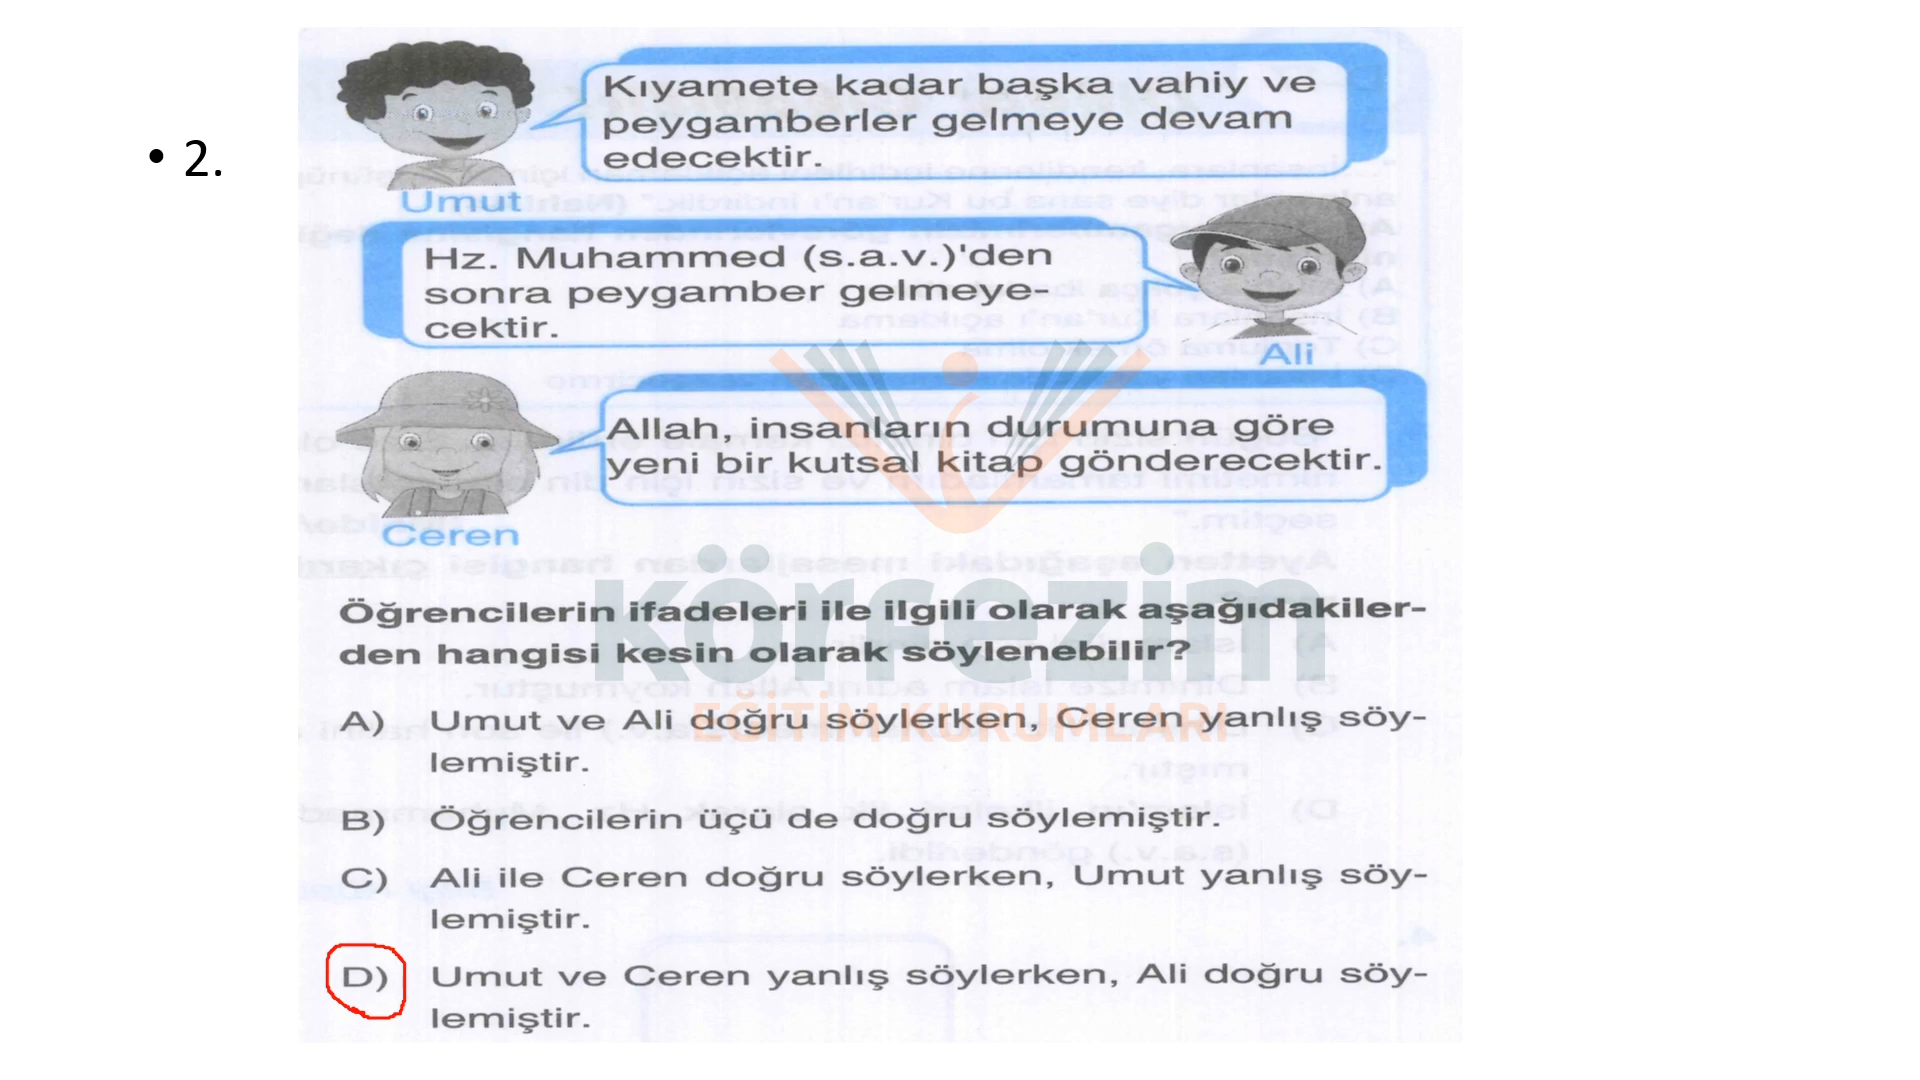 • 2.
Kıyamete kadar başka vahiy ve
peygamberler gelmeye devam
edecektir.
Umut
Hz. Muhammed (s.a.v.)'den
sonra peygamber gelmeye-
cektir.
Ali
Allah, insanların durumuna göre
yeni bir kutsal kitap gönderecektir.
Ceren
körfezim
EĞİTİM KURUMLARI
Öğrencilerin ifadeleri ile ilgili olarak aşağıdakiler-
den hangisi kesin olarak söylenebilir?
A) Umut ve Ali doğru söylerken, Ceren yanlış söy-
lemiştir.
B) Öğrencilerin üçü de doğru söylemiştir.
C) Ali ile Ceren doğru söylerken, Umut yanlış söy-
lemiştir.
D) Umut ve Ceren yanlış söylerken, Ali doğru söy-
lemiştir.